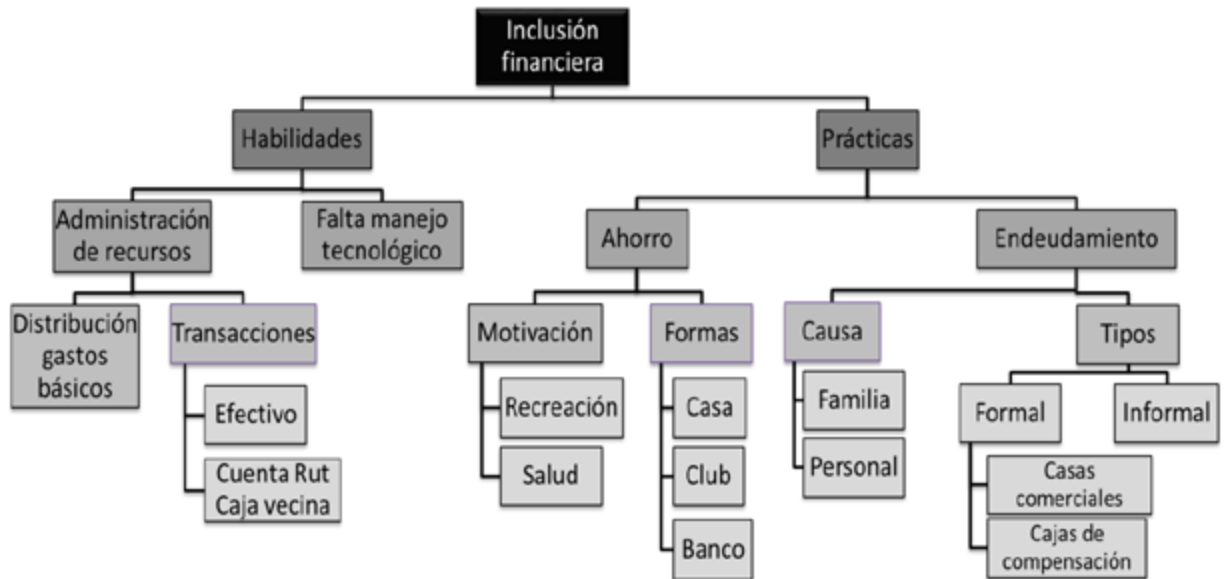 Inclusión
financiera
Habilidades
Prácticas
Administración
de recursos
Falta manejo
tecnológico
Ahorro
Endeudamiento
Distribución
gastos
básicos
Transacciones
Motivación
Formas
Causa
Tipos
Efectivo
Cuenta Rut
Caja vecina
Recreación
Salud
Casa
Club
Banco
Familia
Personal
Formal
Informal
Casas
comerciales
Cajas de
compensación